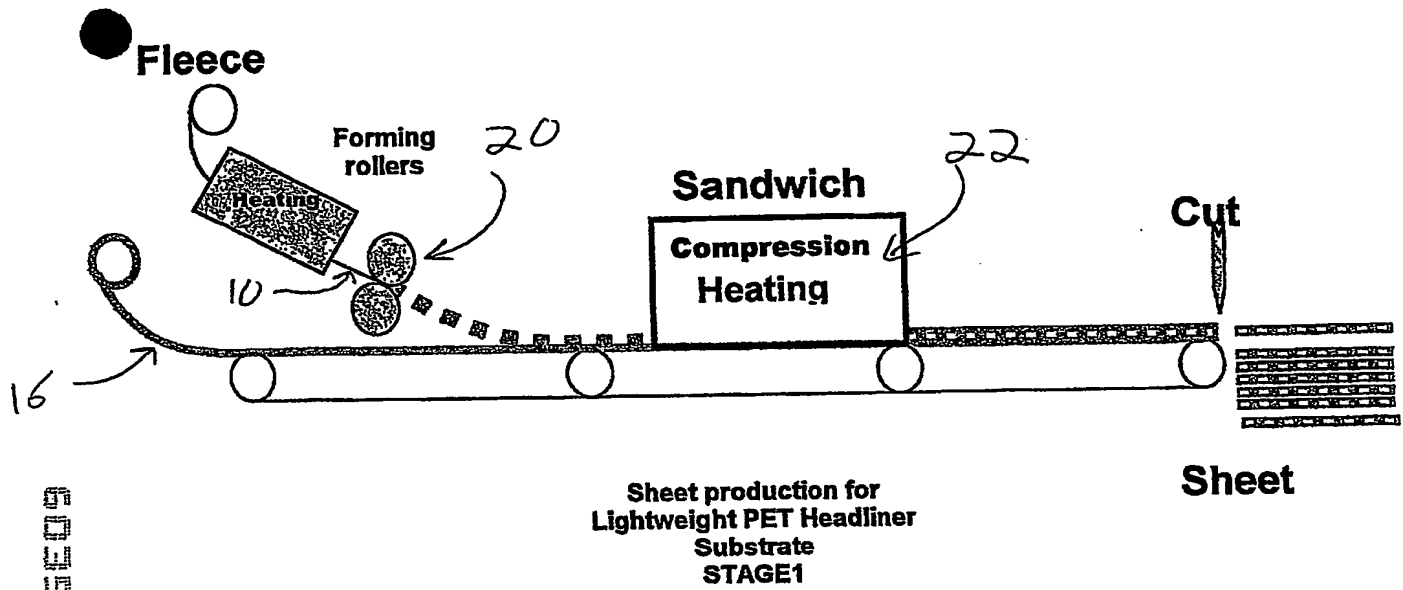 Fleece
Forming
rollers
20
Heating
10
16
Sandwich
Compression
Heating
22
Cut
Sheet
Sheet production for
Lightweight PET Headliner
Substrate
STAGE1